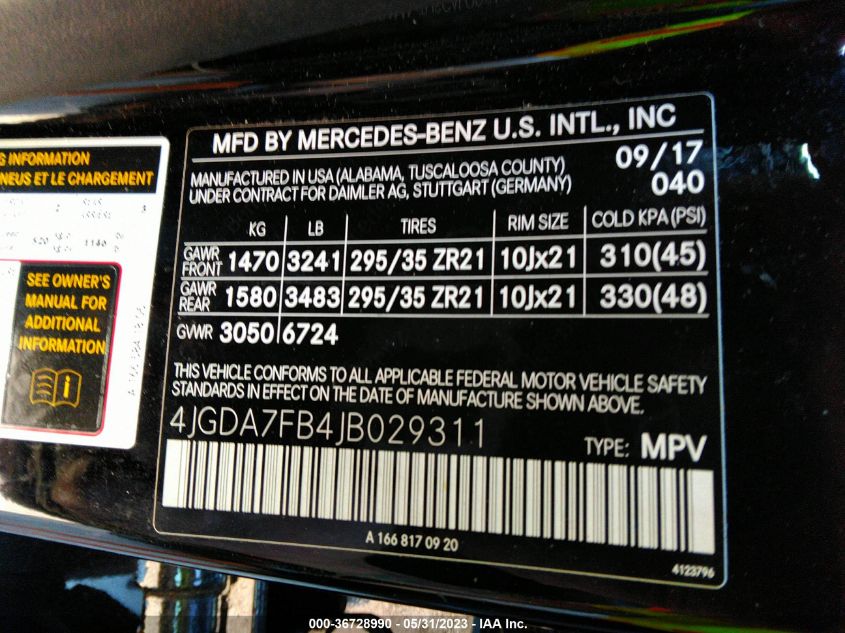 MFD BY MERCEDES-BENZ U.S. INTL., INC
MANUFACTURED IN USA (ALABAMA, TUSCALOOSA COUNTY) 09/17
UNDER CONTRACT FOR DAIMLER AG, STUTTGART (GERMANY) 040
KG LB TIRES RIM SIZE COLD KPA (PSI)
GAWR FRONT 1470 3241 295/35 ZR21 10Jx21 310(45)
GAWR REAR 1580 3483 295/35 ZR21 10Jx21 330(48)
GVWR 3050 6724
THIS VEHICLE CONFORMS TO ALL APPLICABLE FEDERAL MOTOR VEHICLE SAFETY
STANDARDS IN EFFECT ON THE DATE OF MANUFACTURE SHOWN ABOVE.
4JGDA7FB4JB029311
TYPE: MPV
A 166 817 09 20
4123796
INFORMATION
ET LE CHARGEMENT
520 1140
SEE OWNER'S
MANUAL FOR
ADDITIONAL
INFORMATION
000-36728990 - 05/31/2023 - IAA Inc.